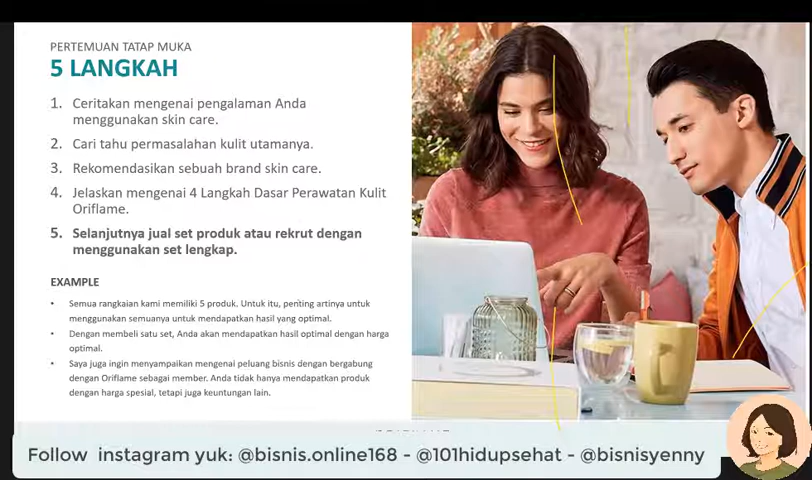 PERTEMUAN TATAP MUKA
5 LANGKAH
1. Ceritakan mengenai pengalaman Anda
menggunakan skin care.
2. Cari tahu permasalahan kulit utamanya.
3. Rekomendasikan sebuah brand skin care.
4. Jelaskan mengenai 4 Langkah Dasar Perawatan Kulit
Oriflame.
5. Selanjutnya jual set produk atau rekrut dengan
menggunakan set lengkap.
EXAMPLE
• Semua rangkaian kami memiliki 5 produk. Untuk itu, penting artinya untuk
menggunakan semuanya untuk mendapatkan hasil yang optimal.
• Dengan membeli satu set, Anda akan mendapatkan hasil optimal dengan harga
optimal.
• Saya juga ingin menyampaikan mengenai peluang bisnis dengan bergabung
dengan Oriflame sebagai member. Anda tidak hanya mendapatkan produk
dengan harga spesial, tetapi juga keuntungan lain.
Follow instagram yuk: @bisnis.online168 - @101hidupsehat - @bisnisyenny